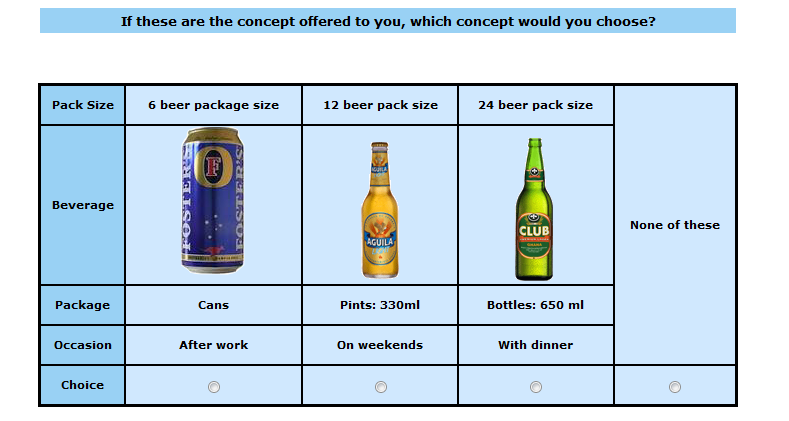 If these are the concept offered to you, which concept would you choose?
Pack Size 6 beer package size 12 beer pack size 24 beer pack size
Beverage
FOSTER'S F FOSTER'S
AGUILA
AGUILA
CLUB
None of these
Package Cans Pints: 330ml Bottles: 650 ml
Occasion After work On weekends With dinner
Choice